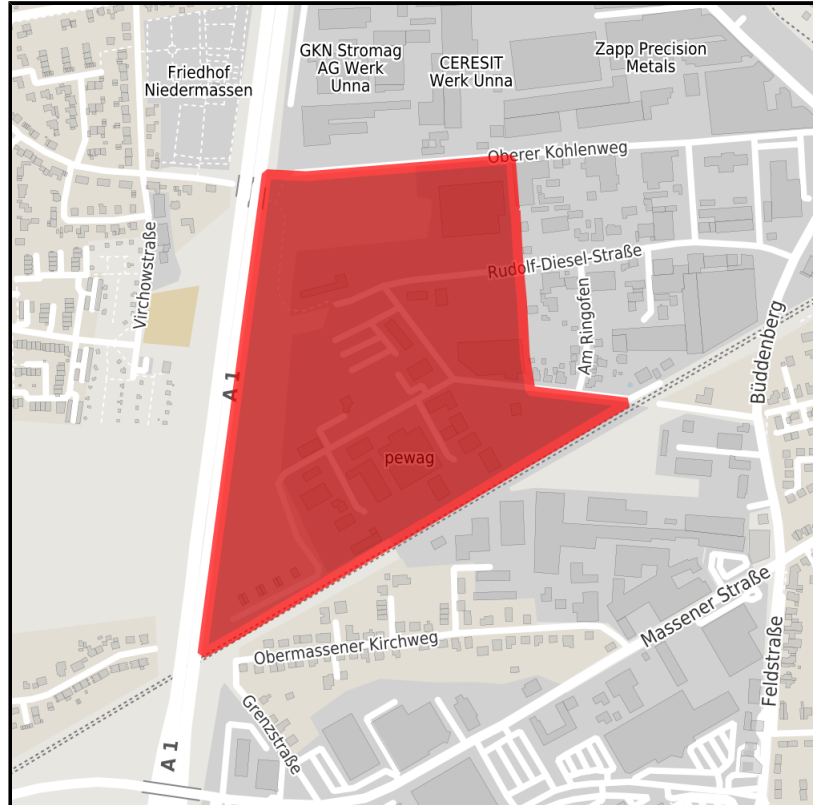 GKN Stromag
AG Werk
Unna
CERESIT
Werk Unna
Zapp Precision
Metals
Friedhof
Niedermassen
Oberer Kohlenweg
Virchowstraße
Rudolf-Diesel-Straße
Am Ringofen
Büddenberg
A 1
pewag
Massener Straße
Obermassener Kirchweg
Feldstraße
Grenzstraße
A 1